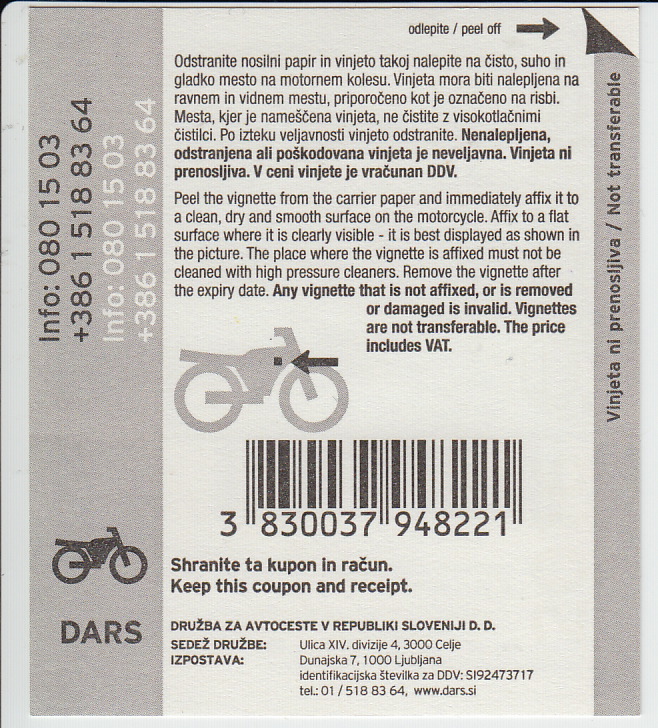 odlepite / peel off
Odstranite nosilni papir in vinjeto takoj nalepite na čisto, suho in
gladko mesto na motornem kolesu. Vinjeta mora biti nalepljena na
ravnem in vidnem mestu, priporočeno kot je označeno na risbi.
Mesta, kjer je nameščena vinjeta, ne čistite z visokotlačnimi
čistilci. Po izteku veljavnosti vinjeto odstranite. Nenalepljena,
odstranjena ali poškodovana vinjeta je neveljavna. Vinjeta ni
prenosljiva. V ceni vinjete je vračunan DDV.
Peel the vignette from the carrier paper and immediately affix it to
a clean, dry and smooth surface on the motorcycle. Affix to a flat
surface where it is clearly visible - it is best displayed as shown in
the picture. The place where the vignette is affixed must not be
cleaned with high pressure cleaners. Remove the vignette after
the expiry date. Any vignette that is not affixed, or is removed
or damaged is invalid. Vignettes
are not transferable. The price
includes VAT.
Info: 080 15 03
+386 1 518 83 64
Info: 080 15 03
+386 1 518 83 64
Vinjeta ni prenosljiva / Not transferable
3 830037 948221
Shranite ta kupon in račun.
Keep this coupon and receipt.
DARS
DRUŽBA ZA AVTOCESTE V REPUBLIKI SLOVENIJI D. D.
SEDEŽ DRUŽBE: Ulica XIV. divizije 4, 3000 Celje
IZPOSTAVA: Dunajska 7, 1000 Ljubljana
identifikacijska številka za DDV: SI92473717
tel.: 01 / 518 83 64, www.dars.si